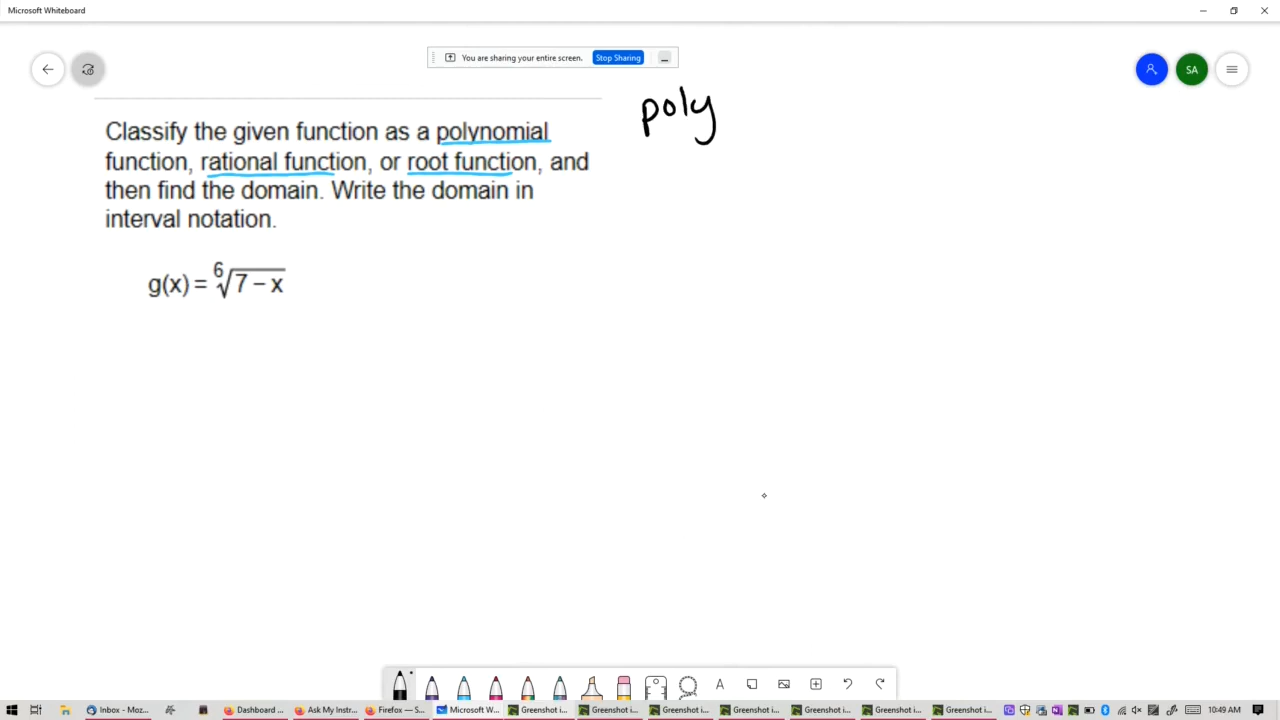 Microsoft Whiteboard
You are sharing your entire screen. Stop Sharing
SA
poly
Classify the given function as a polynomial
function, rational function, or root function, and
then find the domain. Write the domain in
interval notation.
g(x) = ⁶√7 − x
A
Inbox - Moz... Dashboard ... Ask My Instr... Firefox — S... Microsoft W... Greenshot i... Greenshot i... Greenshot i... Greenshot i... Greenshot i... Greenshot i... Greenshot i... 10:49 AM